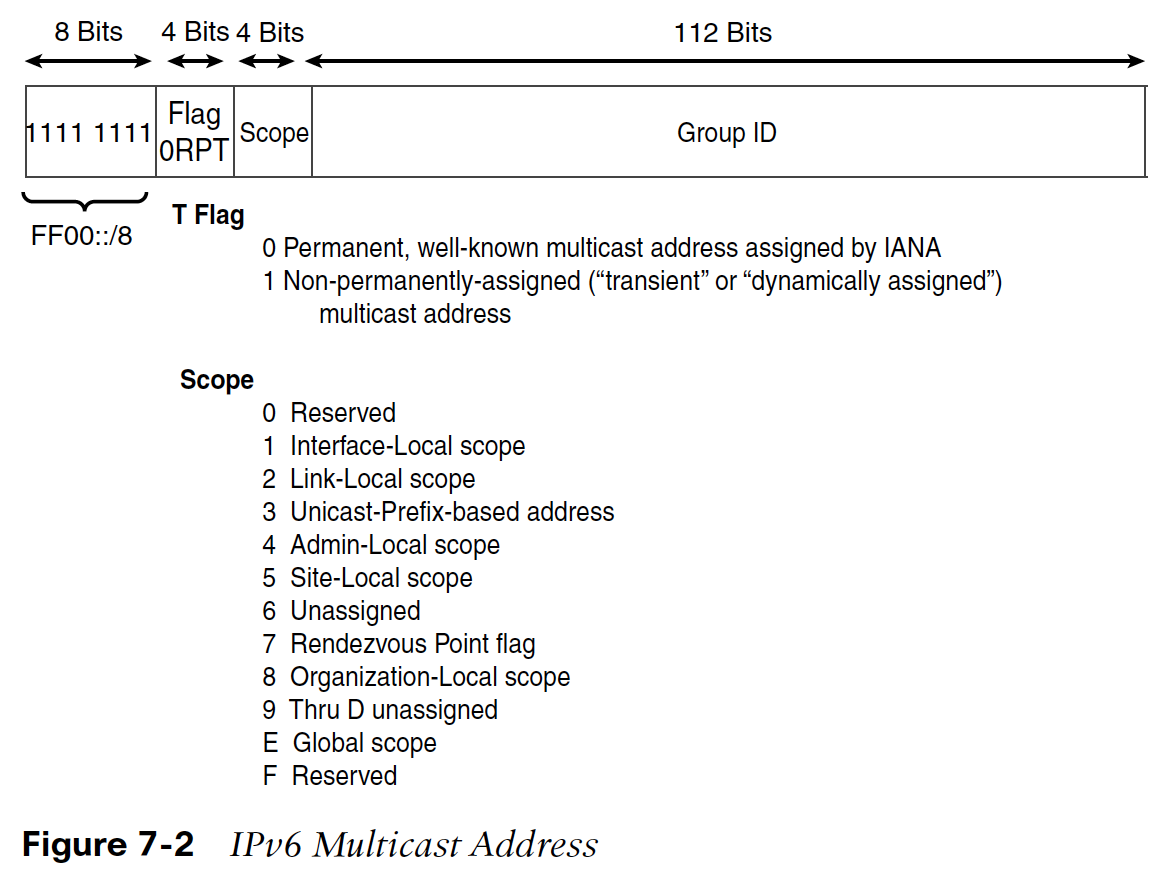 8 Bits 4 Bits 4 Bits 112 Bits
1111 1111 Flag 0RPT Scope Group ID
FF00::/8
T Flag
0 Permanent, well-known multicast address assigned by IANA
1 Non-permanently-assigned (“transient” or “dynamically assigned”)
multicast address
Scope
0 Reserved
1 Interface-Local scope
2 Link-Local scope
3 Unicast-Prefix-based address
4 Admin-Local scope
5 Site-Local scope
6 Unassigned
7 Rendezvous Point flag
8 Organization-Local scope
9 Thru D unassigned
E Global scope
F Reserved
Figure 7-2 IPv6 Multicast Address